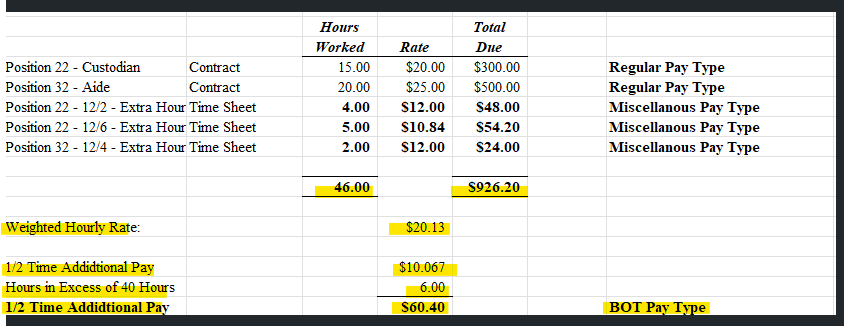 Hours Total
Worked Rate Due
Position 22 - Custodian Contract 15.00 $20.00 $300.00 Regular Pay Type
Position 32 - Aide Contract 20.00 $25.00 $500.00 Regular Pay Type
Position 22 - 12/2 - Extra Hour Time Sheet 4.00 $12.00 $48.00 Miscellanous Pay Type
Position 22 - 12/6 - Extra Hour Time Sheet 5.00 $10.84 $54.20 Miscellanous Pay Type
Position 32 - 12/4 - Extra Hour Time Sheet 2.00 $12.00 $24.00 Miscellanous Pay Type
46.00 $926.20
Weighted Hourly Rate: $20.13
1/2 Time Addidtional Pay $10.067
Hours in Excess of 40 Hours 6.00
1/2 Time Addidtional Pay $60.40 BOT Pay Type